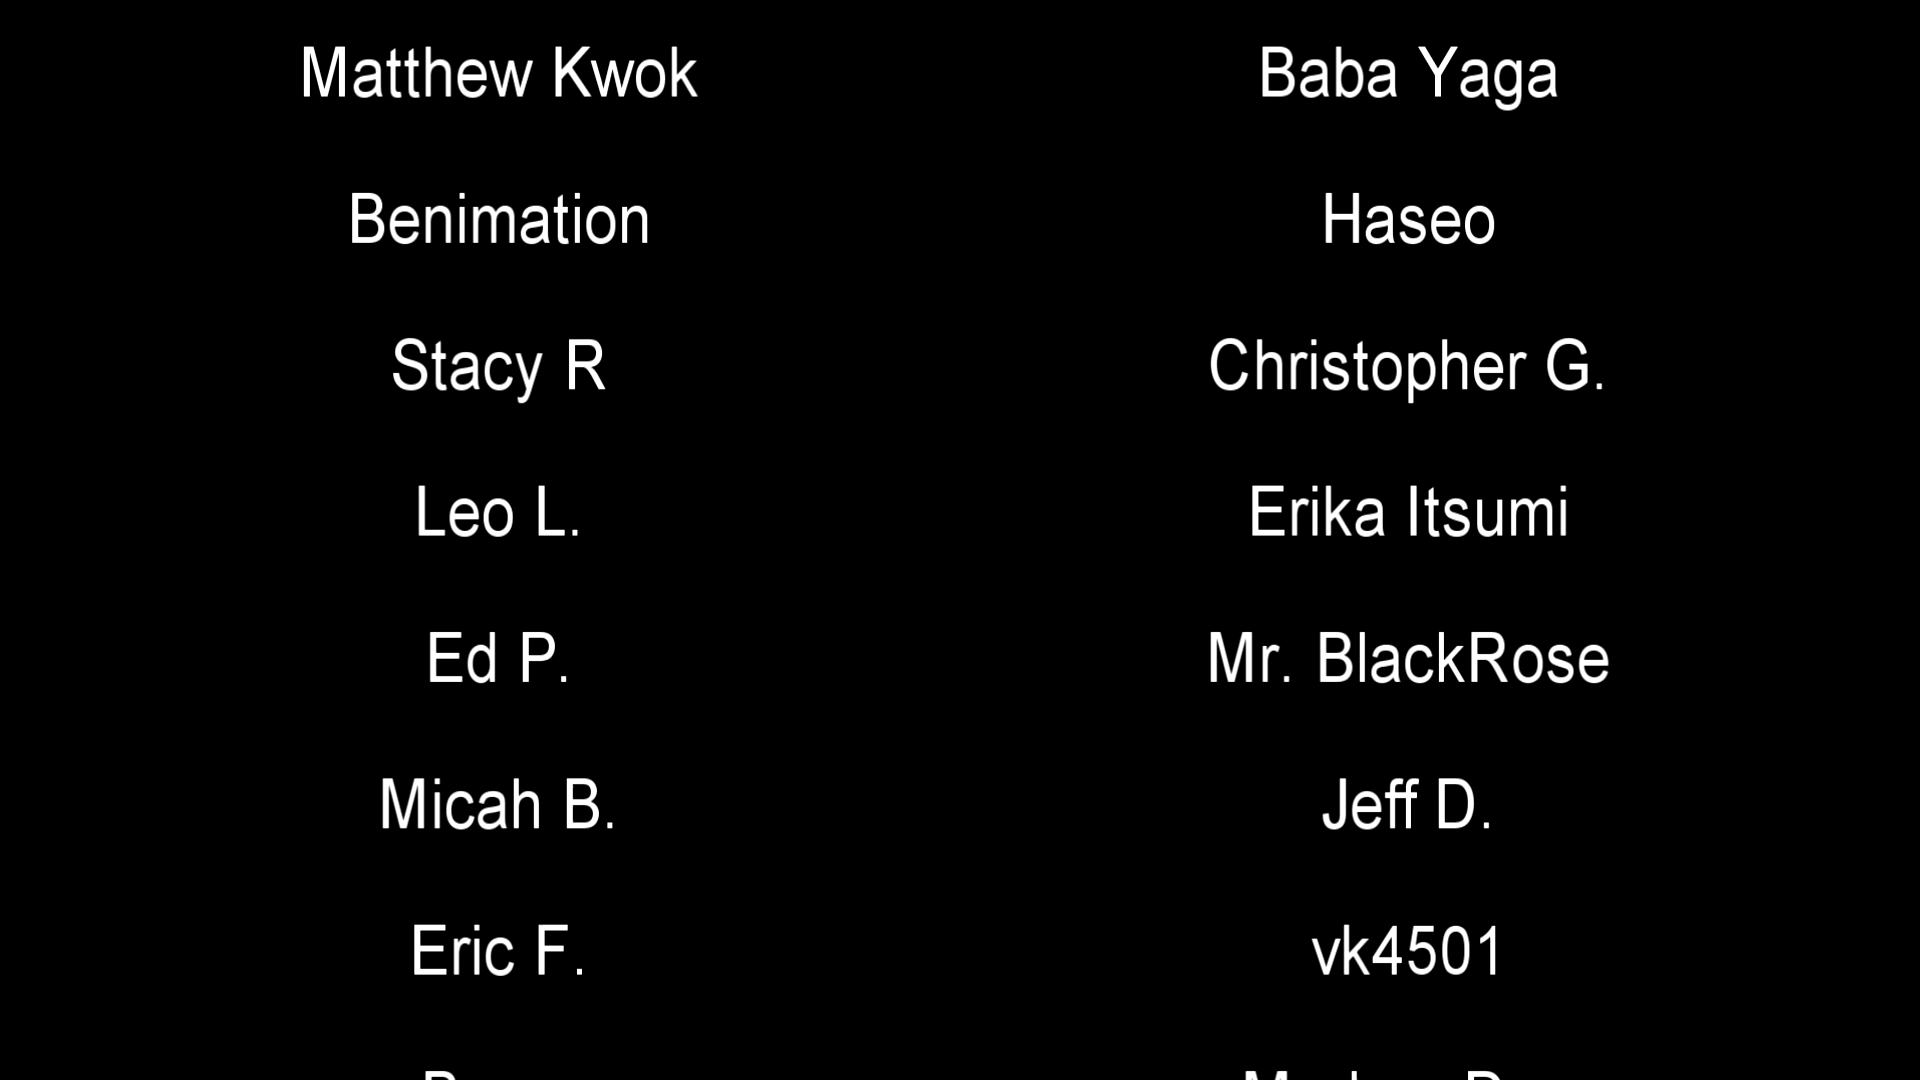 Matthew Kwok
Baba Yaga
Benimation
Haseo
Stacy R
Christopher G.
Leo L.
Erika Itsumi
Ed P.
Mr. BlackRose
Micah B.
Jeff D.
Eric F.
vk4501